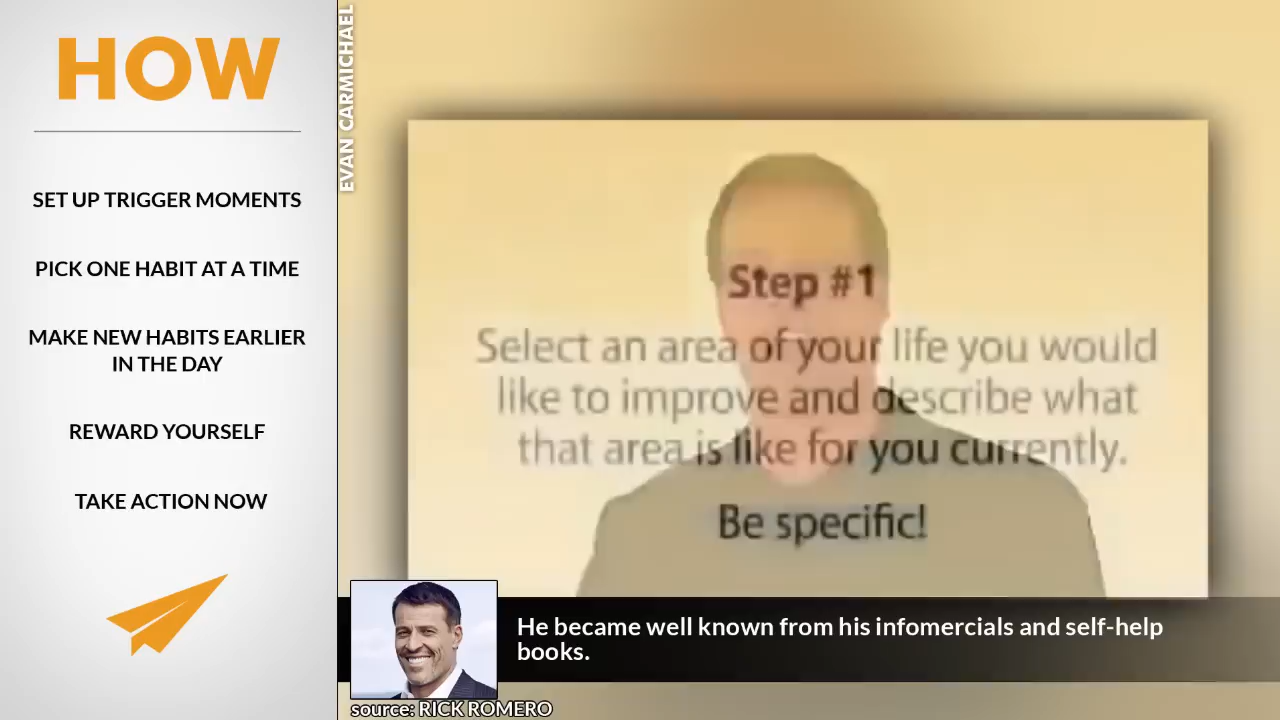 HOW
SET UP TRIGGER MOMENTS
PICK ONE HABIT AT A TIME
MAKE NEW HABITS EARLIER
IN THE DAY
REWARD YOURSELF
TAKE ACTION NOW
EVAN CARMICHAEL
Step #1
Select an area of your life you would
like to improve and describe what
that area is like for you currently.
Be specific!
He became well known from his infomercials and self-help
books.
source: RICK ROMERO